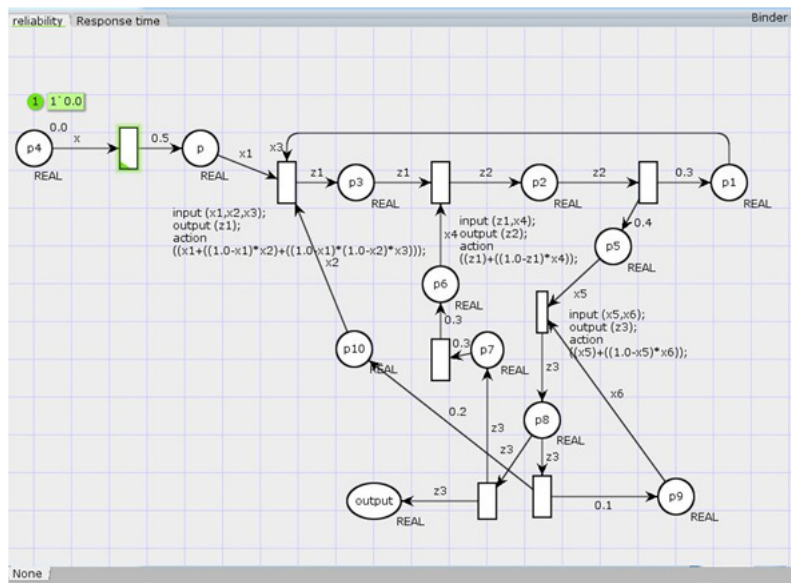 reliability Response time
Binder
1 1`0.0
0.0
x
0.5
p4
p
x1
x3
REAL
REAL
z1
p3
z1
z2
p2
z2
0.3
p1
REAL
REAL
REAL
input (x1,x2,x3);
output (z1);
action
((x1+((1.0-x1)*x2)+((1.0-x1)*(1.0-x2)*x3)));
x2
input (z1,x4);
x4 output (z2);
action
((z1)+((1.0-z1)*x4));
0.4
p5
REAL
p6
REAL
x5
input (x5,x6);
output (z3);
action
((x5)+((1.0-x5)*x6));
0.3
0.3
p7
REAL
p10
REAL
z3
x6
0.2
z3
p8
REAL
z3
z3
output
z3
REAL
0.1
p9
REAL
None